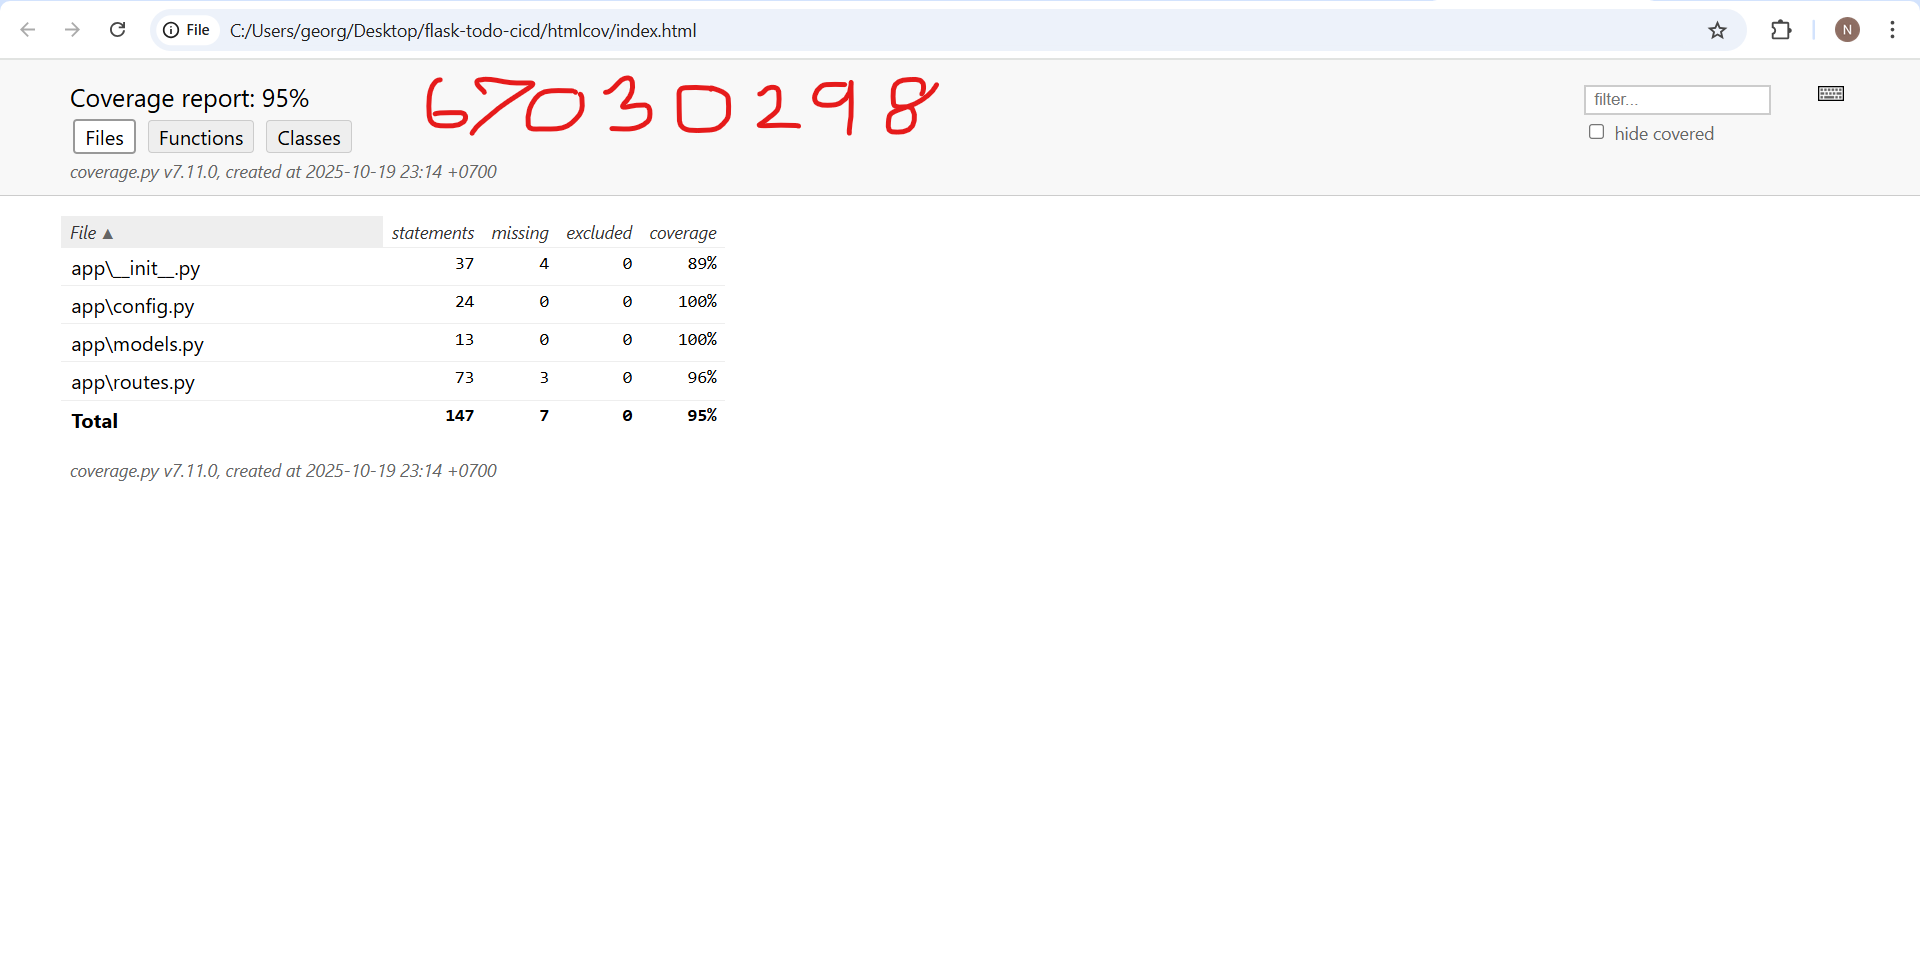 File C:/Users/georg/Desktop/flask-todo-cicd/htmlcov/index.html N
Coverage report: 95% 67030298 filter...
Files Functions Classes hide covered
coverage.py v7.11.0, created at 2025-10-19 23:14 +0700
File ▲ statements missing excluded coverage
app\__init__.py 37 4 0 89%
app\config.py 24 0 0 100%
app\models.py 13 0 0 100%
app\routes.py 73 3 0 96%
Total 147 7 0 95%
coverage.py v7.11.0, created at 2025-10-19 23:14 +0700